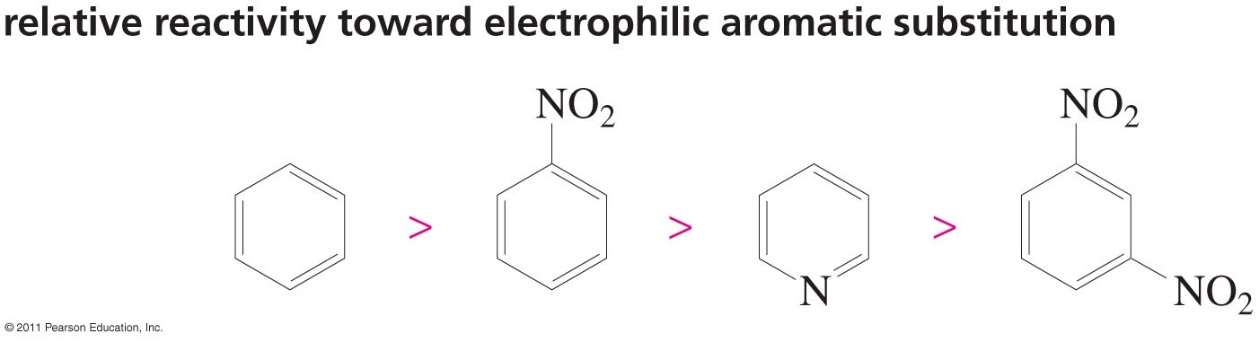 relative reactivity toward electrophilic aromatic substitution
NO₂ NO₂
> > >
N NO₂
© 2011 Pearson Education, Inc.